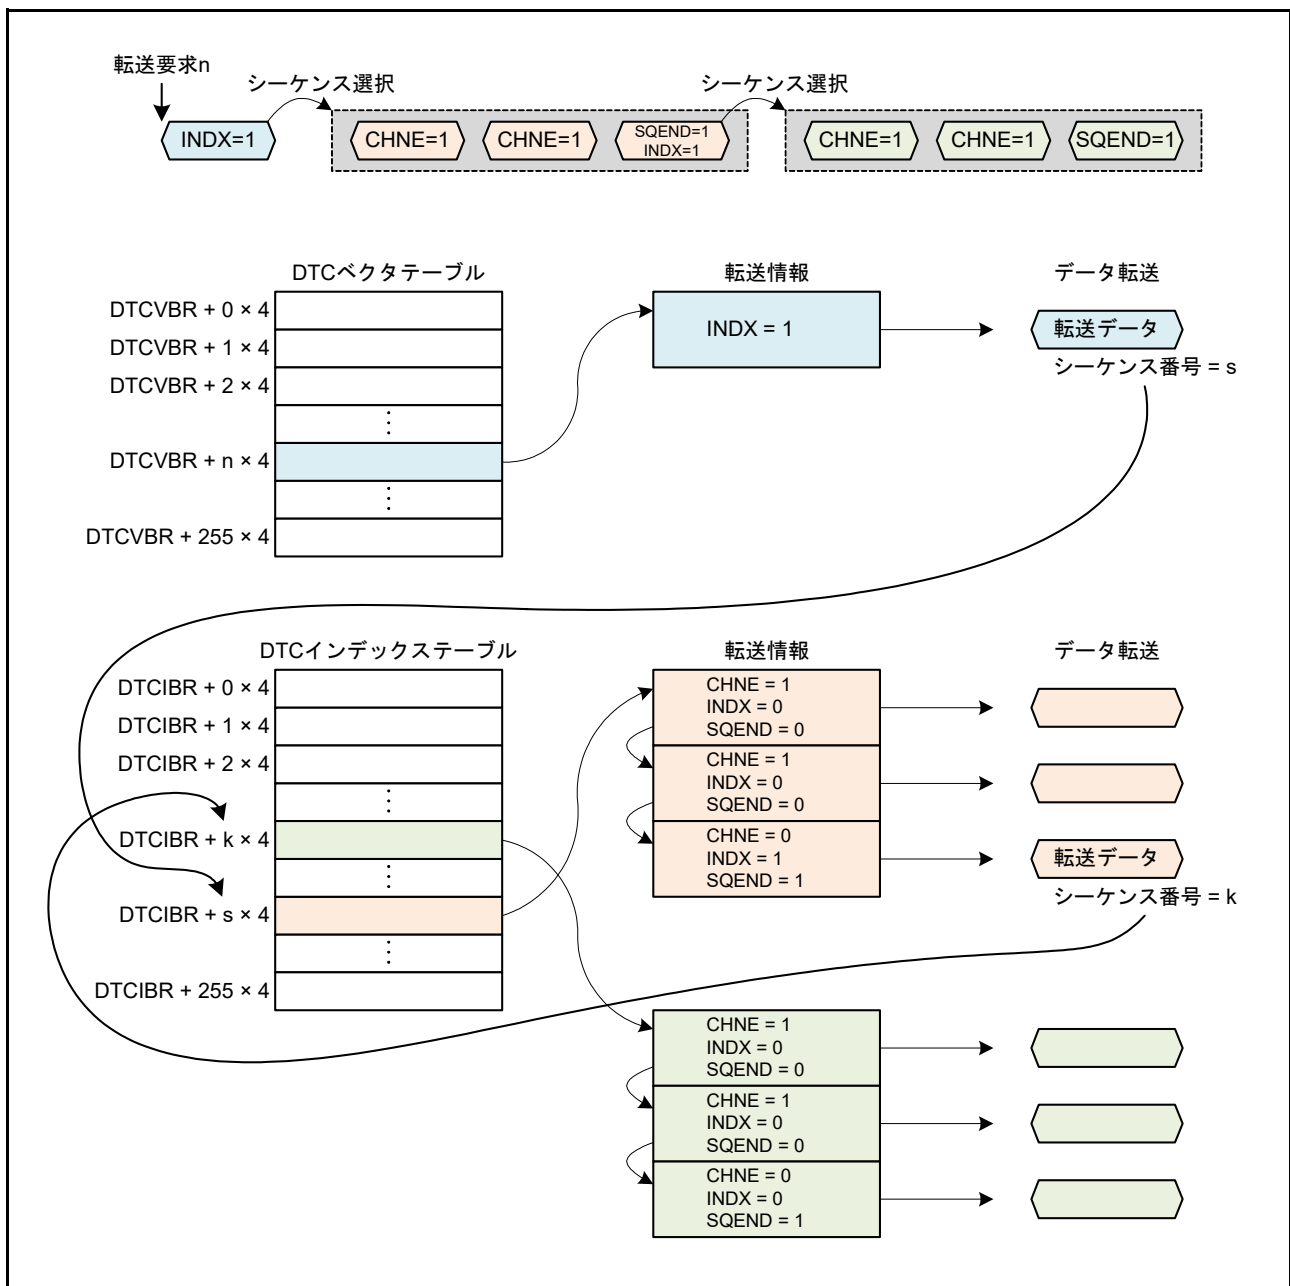 転送要求n
シーケンス選択
シーケンス選択
INDX=1
CHNE=1
CHNE=1
SQEND=1
INDX=1
CHNE=1
CHNE=1
SQEND=1
DTCベクタテーブル
転送情報
データ転送
DTCVBR + 0 × 4
DTCVBR + 1 × 4
DTCVBR + 2 × 4
⋮
DTCVBR + n × 4
⋮
DTCVBR + 255 × 4
INDX = 1
転送データ
シーケンス番号 = s
DTCインデックステーブル
転送情報
データ転送
DTCIBR + 0 × 4
DTCIBR + 1 × 4
DTCIBR + 2 × 4
⋮
DTCIBR + k × 4
⋮
DTCIBR + s × 4
⋮
DTCIBR + 255 × 4
CHNE = 1
INDX = 0
SQEND = 0
CHNE = 1
INDX = 0
SQEND = 0
CHNE = 0
INDX = 1
SQEND = 1
転送データ
シーケンス番号 = k
CHNE = 1
INDX = 0
SQEND = 0
CHNE = 1
INDX = 0
SQEND = 0
CHNE = 0
INDX = 0
SQEND = 1